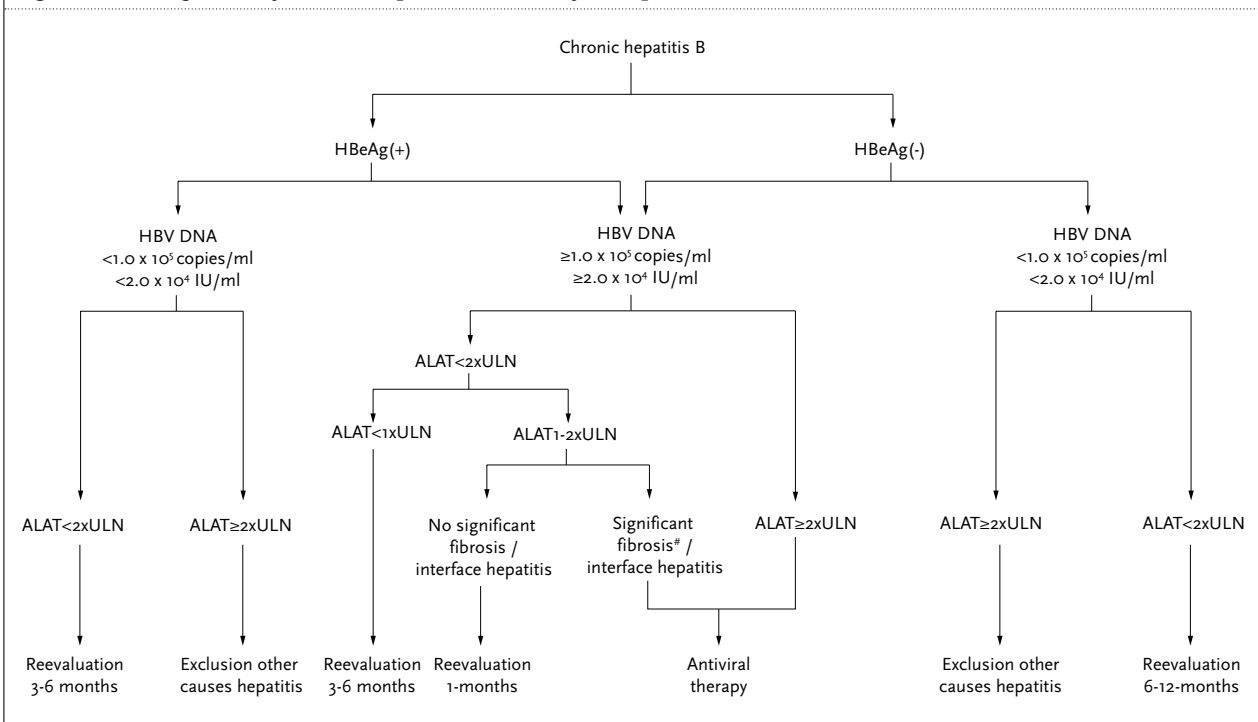 Chronic hepatitis B
HBeAg(+)
HBeAg(-)
HBV DNA
<1.0 x 10⁵ copies/ml
<2.0 x 10⁴ IU/ml
HBV DNA
≥1.0 x 10⁵ copies/ml
≥2.0 x 10⁴ IU/ml
HBV DNA
<1.0 x 10⁵ copies/ml
<2.0 x 10⁴ IU/ml
ALAT<2xULN
ALAT<1xULN
ALAT1-2xULN
ALAT<2xULN
ALAT≥2xULN
No significant
fibrosis /
interface hepatitis
Significant
fibrosis# /
interface hepatitis
ALAT≥2xULN
ALAT≥2xULN
ALAT<2xULN
Reevaluation
3-6 months
Exclusion other
causes hepatitis
Reevaluation
3-6 months
Reevaluation
1-months
Antiviral
therapy
Exclusion other
causes hepatitis
Reevaluation
6-12-months